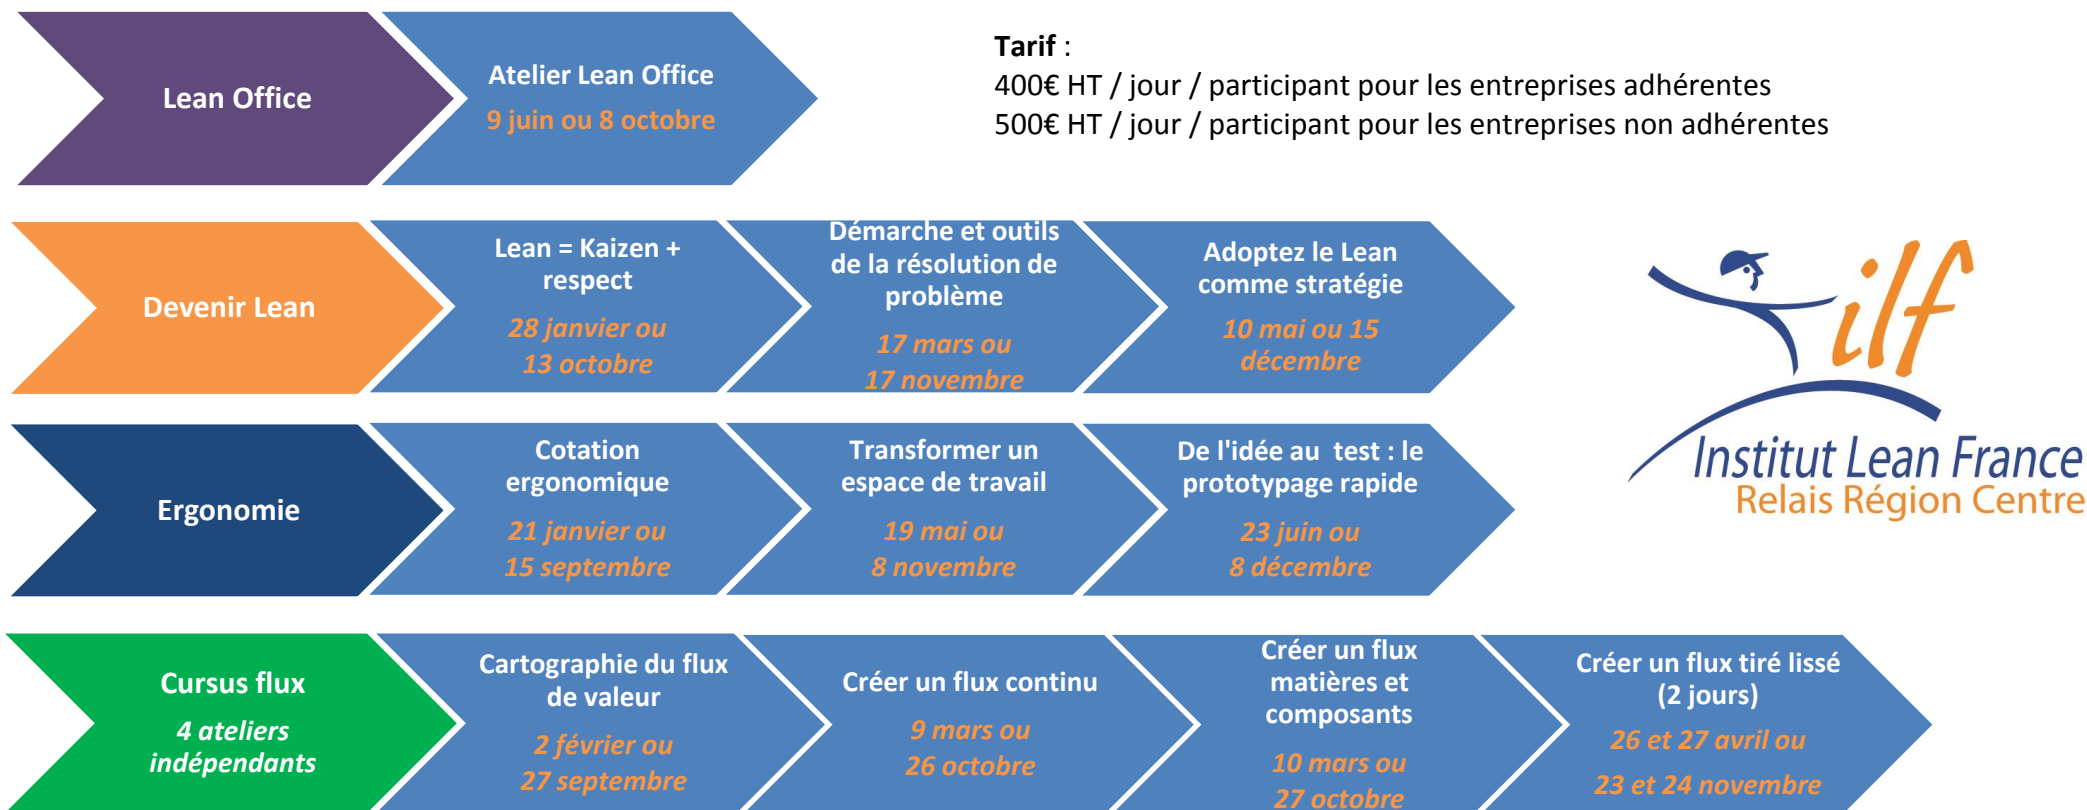 Lean Office
Atelier Lean Office
9 juin ou 8 octobre
Tarif :
400€ HT / jour / participant pour les entreprises adhérentes
500€ HT / jour / participant pour les entreprises non adhérentes
Devenir Lean
Lean = Kaizen +
respect
28 janvier ou
13 octobre
Démarche et outils
de la résolution de
problème
17 mars ou
17 novembre
Adoptez le Lean
comme stratégie
10 mai ou 15
décembre
ilf
Institut Lean France
Relais Région Centre
Ergonomie
Cotation
ergonomique
21 janvier ou
15 septembre
Transformer un
espace de travail
19 mai ou
8 novembre
De l'idée au  test : le
prototypage rapide
23 juin ou
8 décembre
Cursus flux
4 ateliers
indépendants
Cartographie du flux
de valeur
2 février ou
27 septembre
Créer un flux continu
9 mars ou
26 octobre
Créer un flux
matières et
composants
10 mars ou
27 octobre
Créer un flux tiré lissé
(2 jours)
26 et 27 avril ou
23 et 24 novembre